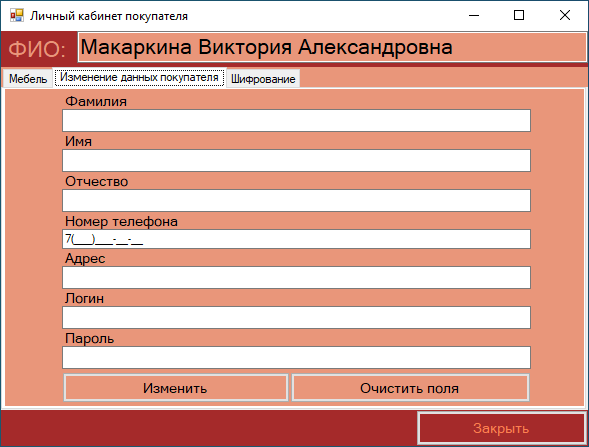 Личный кабинет покупателя
ФИО: Макаркина Виктория Александровна
Мебель Изменение данных покупателя Шифрование
Фамилия
Имя
Отчество
Номер телефона
7(___)___-__-__
Адрес
Логин
Пароль
Изменить Очистить поля
Закрыть